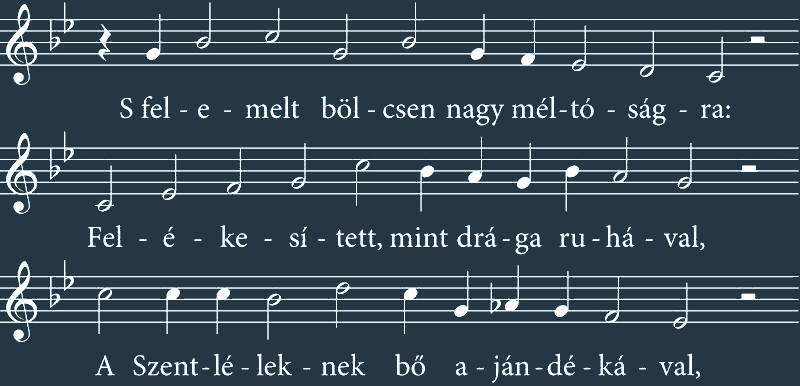 S fel - e - melt böl - csen nagy mél - tó - ság - ra:
Fel - é - ke - sí - tett, mint drá - ga ru - há - val,
A Szent - lé - lek - nek bő a - ján - dé - ká - val,